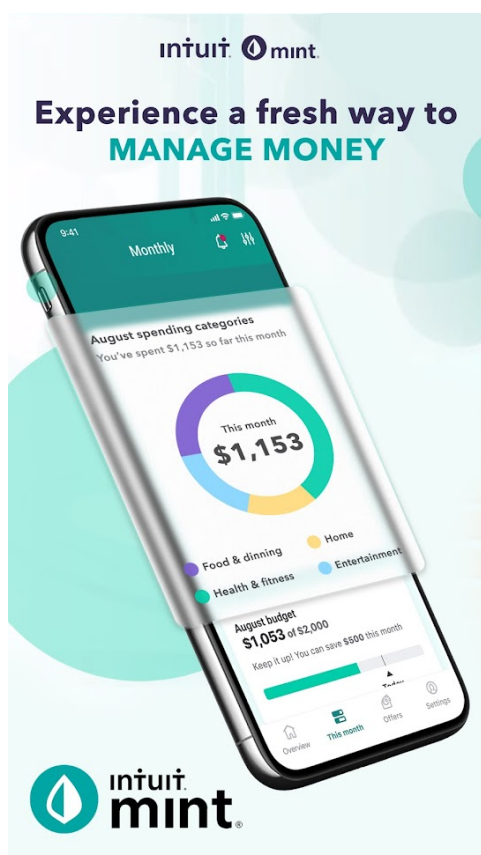 intuit mint.
Experience a fresh way to
MANAGE MONEY
9:41
Monthly
August spending categories
You've spent $1,153 so far this month
This month
$1,153
Food & dinning
Home
Health & fitness
Entertainment
August budget
$1,053 of $2,000
Keep it up! You can save $500 this month
Today
Overview
This month
Offers
Settings
intuit
mint.